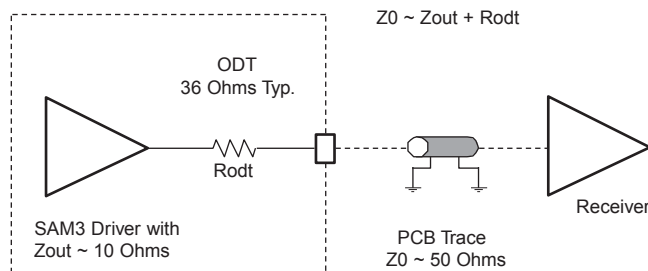 Z0 ~ Zout + Rodt
ODT
36 Ohms Typ.
Rodt
Receiver
SAM3 Driver with
Zout ~ 10 Ohms
PCB Trace
Z0 ~ 50 Ohms